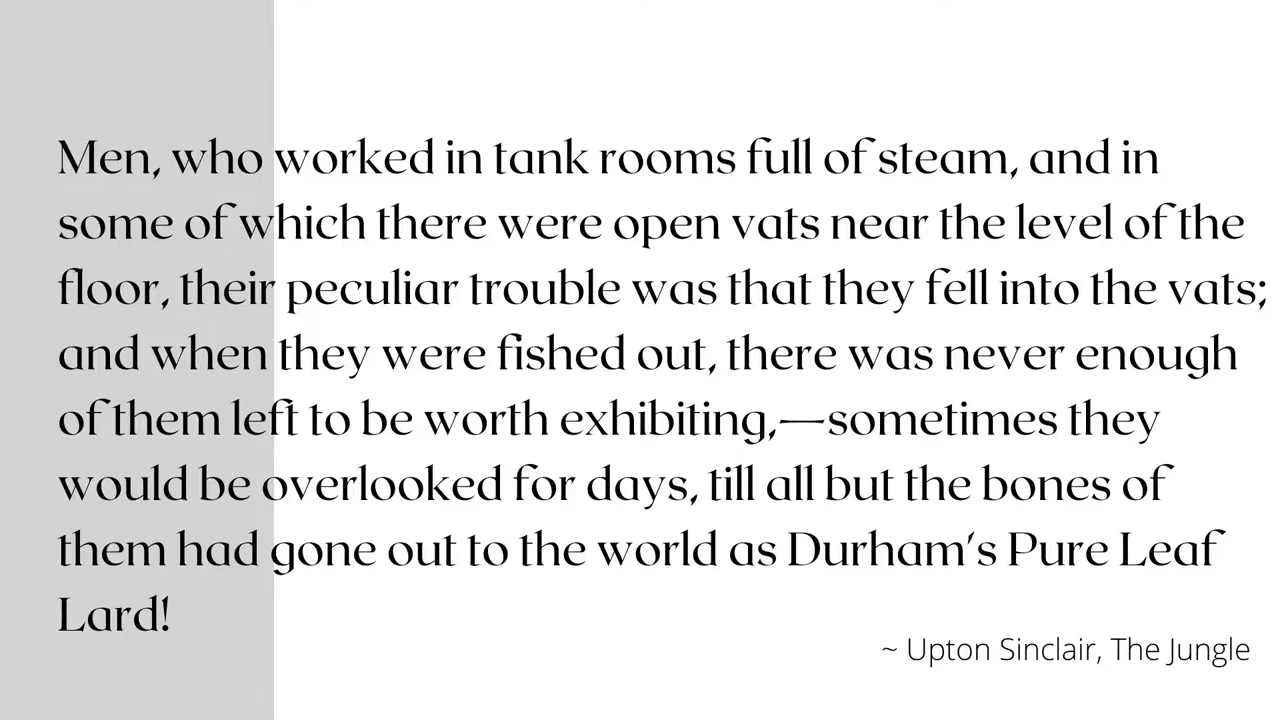 Men, who worked in tank rooms full of steam, and in
some of which there were open vats near the level of the
floor, their peculiar trouble was that they fell into the vats;
and when they were fished out, there was never enough
of them left to be worth exhibiting,—sometimes they
would be overlooked for days, till all but the bones of
them had gone out to the world as Durham's Pure Leaf
Lard!
~ Upton Sinclair, The Jungle